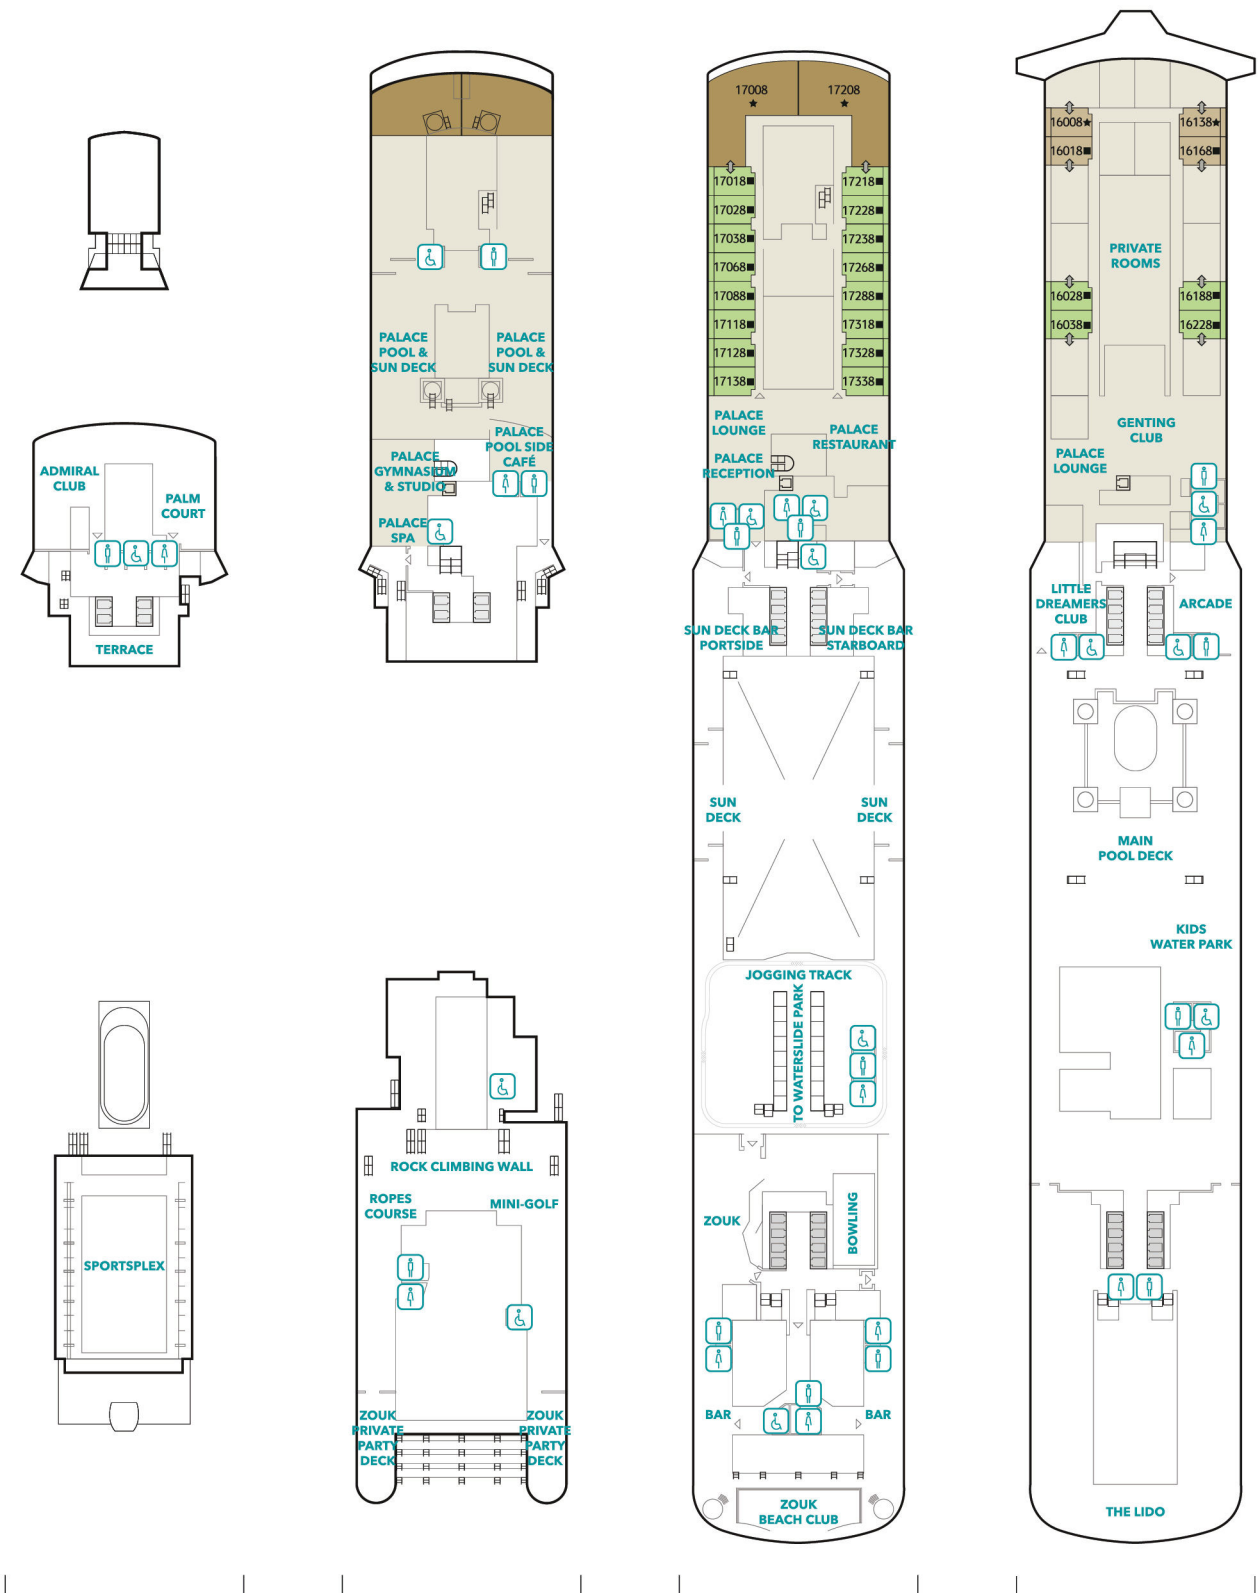 ADMIRAL
CLUB
PALM
COURT
TERRACE
SPORTSPLEX
PALACE
POOL &
SUN DECK
PALACE
POOL &
SUN DECK
PALACE
POOL SIDE
CAFÉ
PALACE
GYMNASIUM
& STUDIO
PALACE
SPA
ROCK CLIMBING WALL
ROPES
COURSE
MINI-GOLF
ZOUK
PRIVATE
PARTY
DECK
ZOUK
PRIVATE
PARTY
DECK
17008
17208
17018
17218
17028
17228
17038
17238
17068
17268
17088
17288
17118
17318
17128
17328
17138
17338
PALACE
LOUNGE
PALACE
RESTAURANT
PALACE
RECEPTION
SUN DECK BAR
PORTSIDE
SUN DECK BAR
STARBOARD
SUN
DECK
SUN
DECK
JOGGING TRACK
TO WATERSLIDE PARK
ZOUK
BOWLING
BAR
BAR
ZOUK
BEACH CLUB
16008
16138
16018
16168
PRIVATE
ROOMS
16028
16188
16038
16228
GENTING
CLUB
PALACE
LOUNGE
LITTLE
DREAMERS
CLUB
ARCADE
MAIN
POOL DECK
KIDS
WATER PARK
THE LIDO